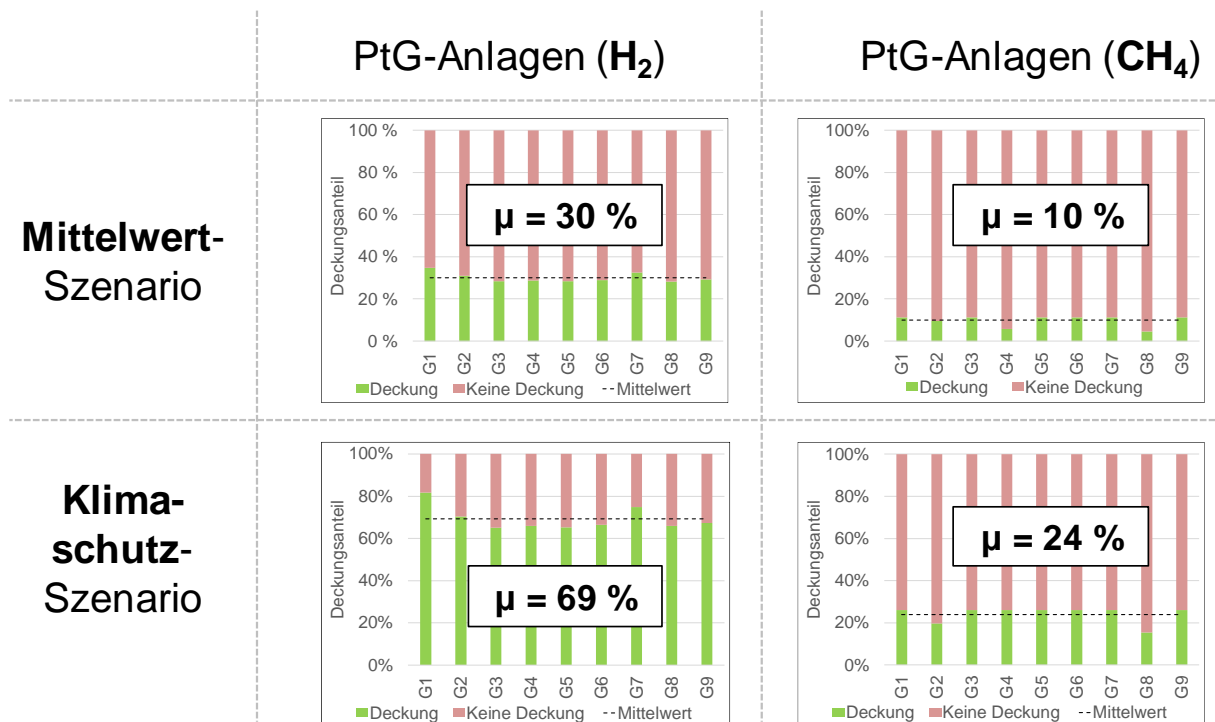 PtG-Anlagen (H₂)
PtG-Anlagen (CH₄)
Mittelwert-
Szenario
Deckungsanteil
100 %
80 %
60 %
40 %
20 %
0 %
µ = 30 %
G1 G2 G3 G4 G5 G6 G7 G8 G9
Deckung Keine Deckung Mittelwert
Deckungsanteil
100%
80%
60%
40%
20%
0%
µ = 10 %
G1 G2 G3 G4 G5 G6 G7 G8 G9
Deckung Keine Deckung
Klima-
schutz-
Szenario
Deckungsanteil
100%
80%
60%
40%
20%
0%
µ = 69 %
G1 G2 G3 G4 G5 G6 G7 G8 G9
Deckung Keine Deckung Mittelwert
Deckungsanteil
100%
80%
60%
40%
20%
0%
µ = 24 %
G1 G2 G3 G4 G5 G6 G7 G8 G9
Deckung Keine Deckung Mittelwert